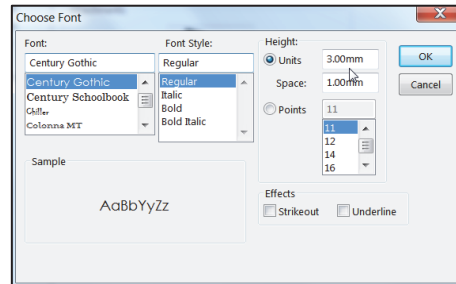 Choose Font
X
Font:
Century Gothic
Century Gothic
Century Schoolbook
Chiller
Colonna MT
Font Style:
Regular
Regular
Italic
Bold
Bold Italic
Height:
Units 3.00mm
Space: 1.00mm
Points 11
11
12
14
16
OK
Cancel
Sample
AaBbYyZz
Effects
Strikeout Underline